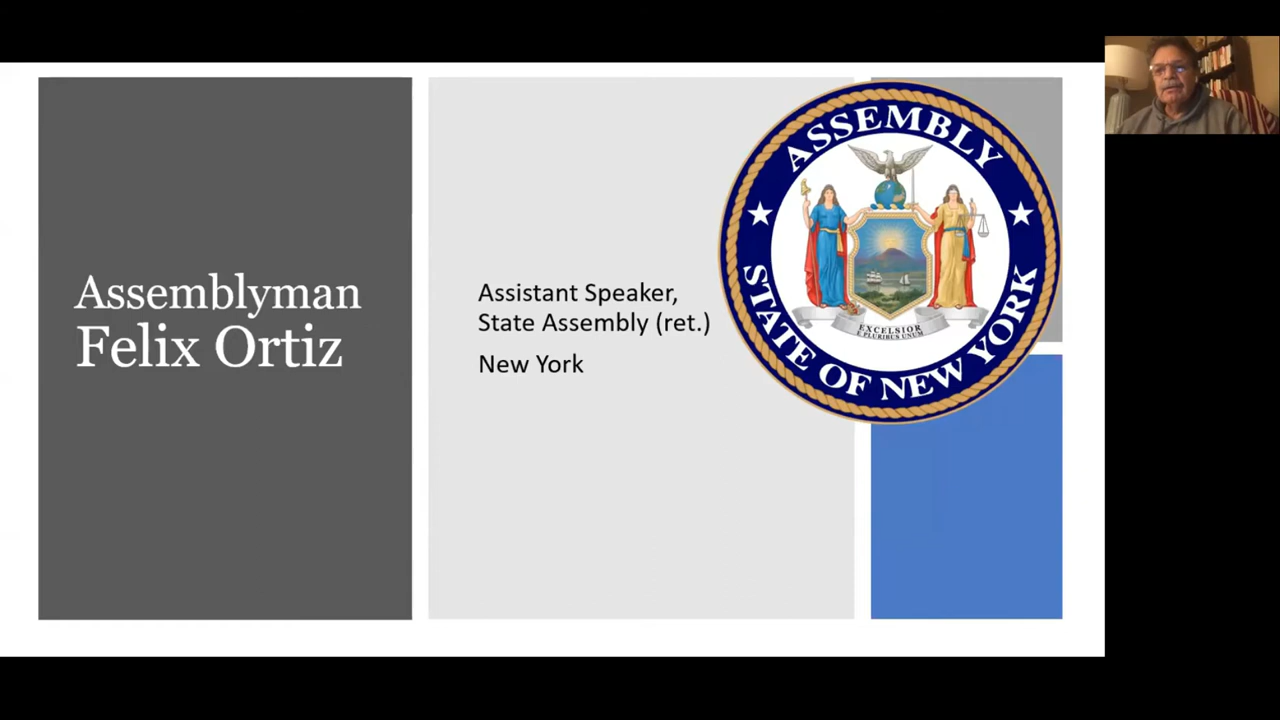 Assemblyman
Felix Ortiz
Assistant Speaker,
State Assembly (ret.)
New York
ASSEMBLY
STATE OF NEW YORK
EXCELSIOR
E PLURIBUS UNUM